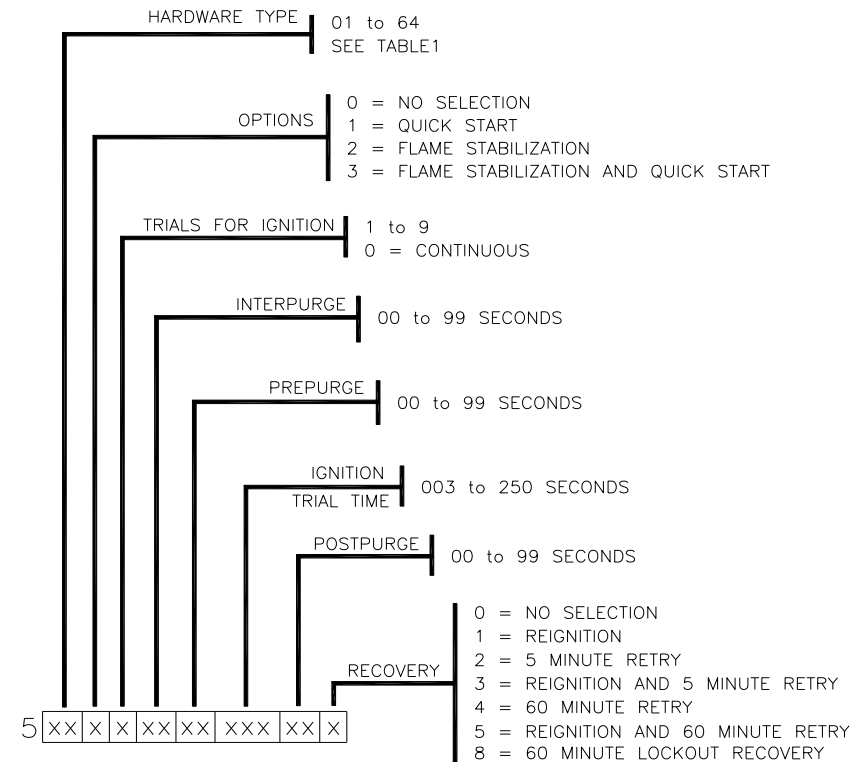 HARDWARE TYPE
01 to 64
SEE TABLE1
OPTIONS
0 = NO SELECTION
1 = QUICK START
2 = FLAME STABILIZATION
3 = FLAME STABILIZATION AND QUICK START
TRIALS FOR IGNITION
1 to 9
0 = CONTINUOUS
INTERPURGE
00 to 99 SECONDS
PREPURGE
00 to 99 SECONDS
IGNITION
TRIAL TIME
003 to 250 SECONDS
POSTPURGE
00 to 99 SECONDS
RECOVERY
0 = NO SELECTION
1 = REIGNITION
2 = 5 MINUTE RETRY
3 = REIGNITION AND 5 MINUTE RETRY
4 = 60 MINUTE RETRY
5 = REIGNITION AND 60 MINUTE RETRY
8 = 60 MINUTE LOCKOUT RECOVERY
5 XX X X XX XX XXX XX X